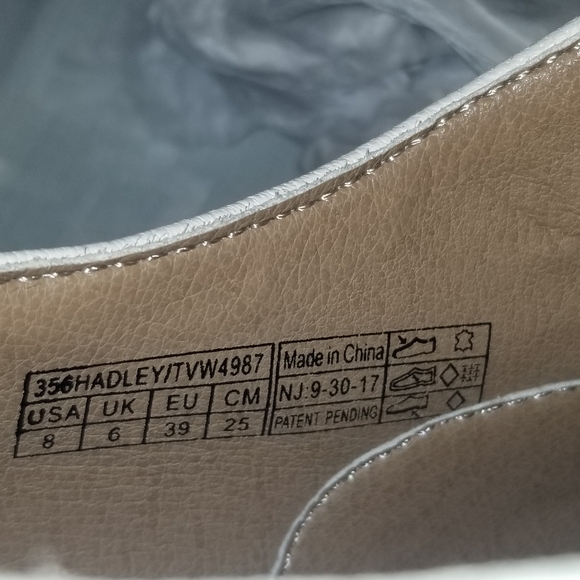 356HADLEY/TVW4987
USA UK EU CM
8 6 39 25
Made in China
NJ:9-30-17
PATENT PENDING